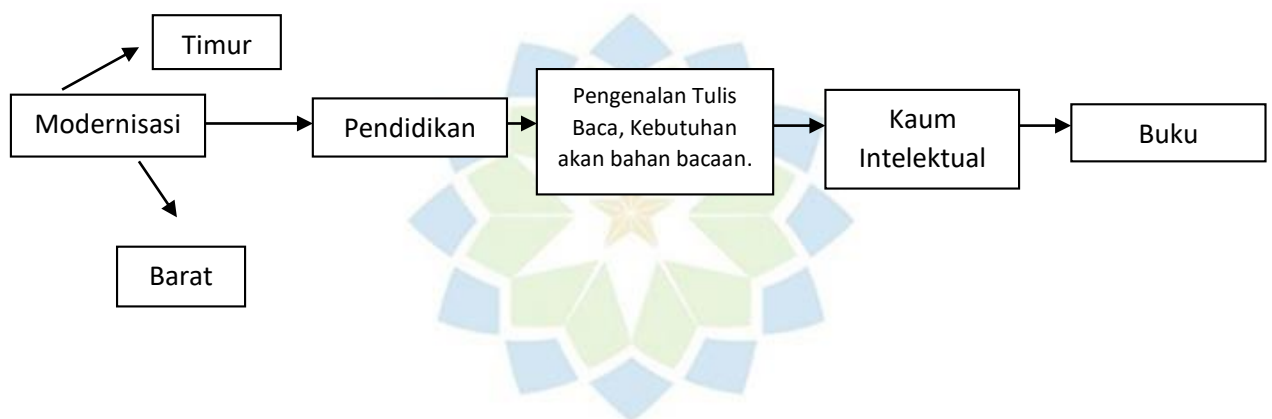 Timur
Modernisasi
Pendidikan
Pengenalan Tulis
Baca, Kebutuhan
akan bahan bacaan.
Kaum
Intelektual
Buku
Barat